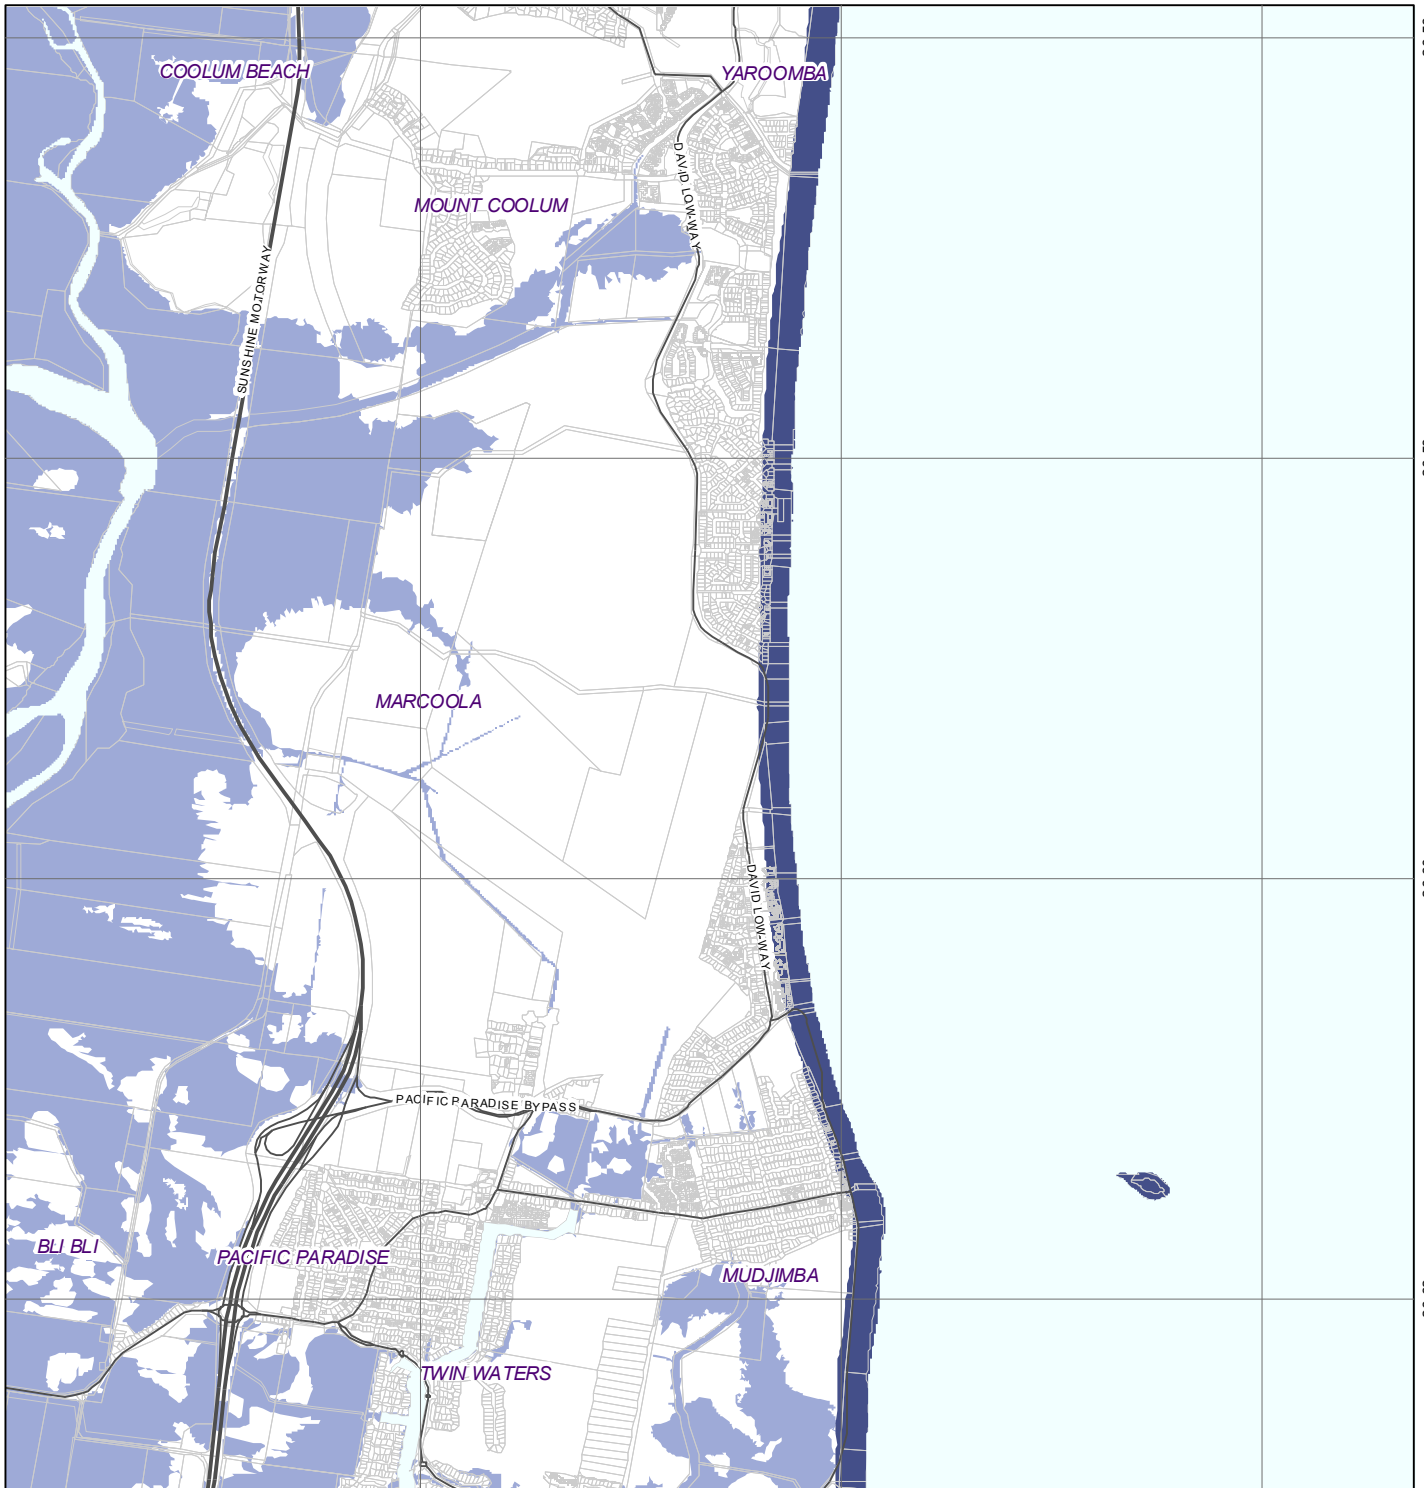 COOLUM BEACH
YAROOMBA
DAVID LOW WAY
MOUNT COOLUM
SUNSHINE MOTORWAY
MARCOOLA
DAVID LOW WAY
PACIFIC PARADISE BYPASS
BLI BLI
PACIFIC PARADISE
MUDJIMBA
TWIN WATERS